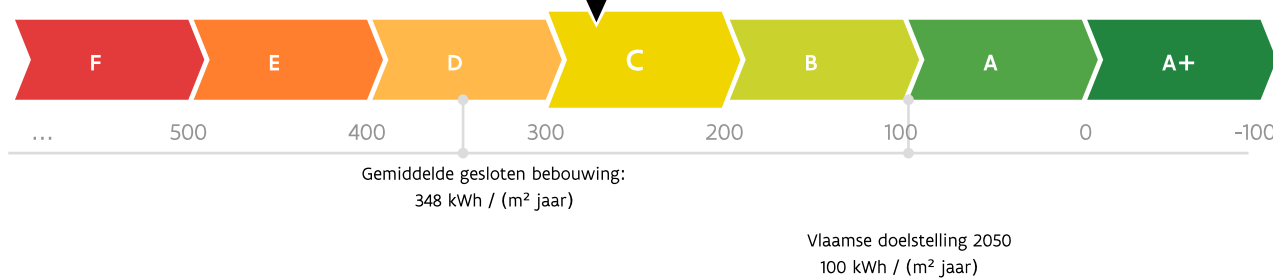 F E D C B A A+
... 500 400 300 200 100 0 -100
Gemiddelde gesloten bebouwing:
348 kWh / (m² jaar)
Vlaamse doelstelling 2050
100 kWh / (m² jaar)